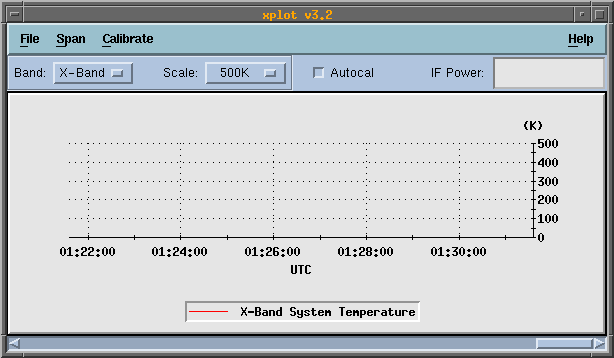 xplot v3.2
File Span Calibrate Help
Band: X-Band Scale: 500K Autocal IF Power:
(K)
500
400
300
200
100
0
01:22:00 01:24:00 01:26:00 01:28:00 01:30:00
UTC
X-Band System Temperature